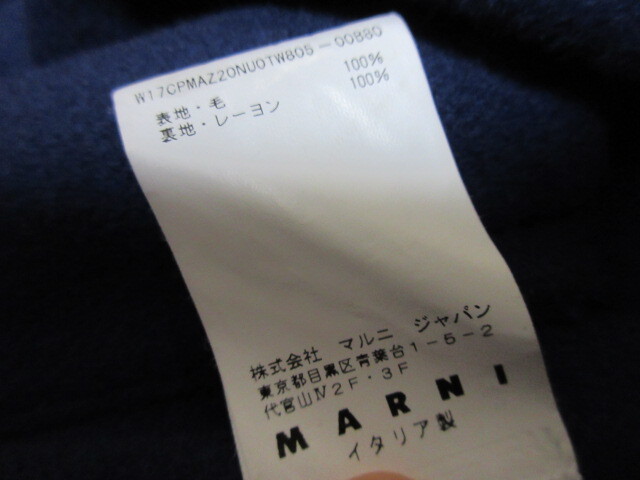 W17CPMAZ20NU0TW805-00B80
表地・毛 100%
裏地・レーヨン 100%
株式会社 マルニ ジャパン
東京都目黒区青葉台1-5-2
代官山Ⅳ2F・3F
MARNI
イタリア製